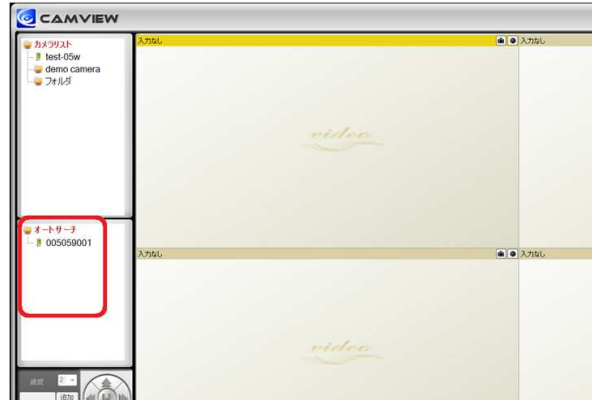 CAMVIEW
カメラリスト
test-05w
demo camera
フォルダ
オートサーチ
005059001
速度
2
追加
入力なし
video
入力なし
入力なし
video
入力なし